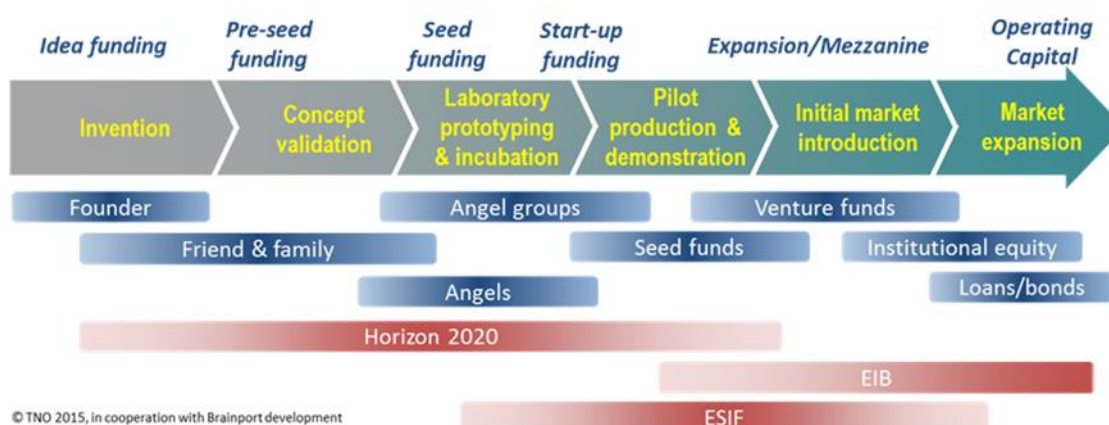 Idea funding
Pre-seed
funding
Seed
funding
Start-up
funding
Expansion/Mezzanine
Operating
Capital
Invention
Concept
validation
Laboratory
prototyping
& incubation
Pilot
production &
demonstration
Initial market
introduction
Market
expansion
Founder
Angel groups
Venture funds
Friend & family
Seed funds
Institutional equity
Angels
Loans/bonds
Horizon 2020
EIB
© TNO 2015, in cooperation with Brainport development
ESIF